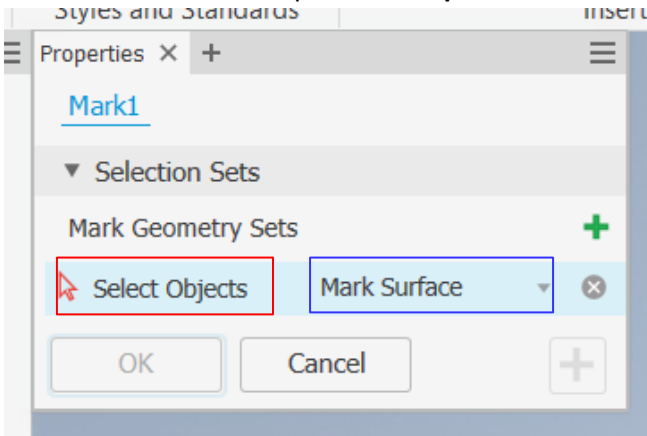 Styles and Standards Insert
Properties × +
Mark1
Selection Sets
Mark Geometry Sets
Select Objects Mark Surface
OK Cancel